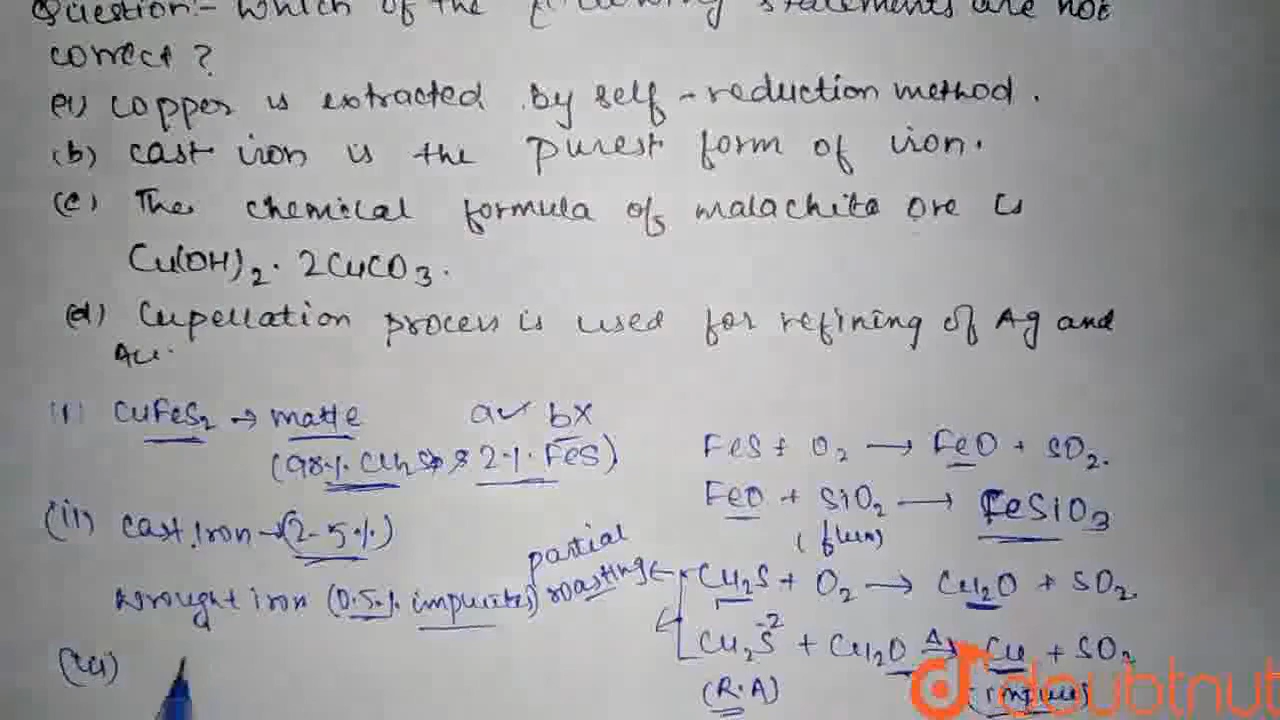 Question:- Which of the following statements are not
correct?
(a) Copper is extracted by self-reduction method.
(b) cast iron is the purest form of iron.
(c) The chemical formula of malachite ore is
Cu(OH)2. 2CuCO3.
(d) Cupellation process is used for refining of Ag and
Au.
(i) CuFeS2 → matte a✓ bx
(98% Cu2S + 2% FeS)
FeS + O2 → FeO + SO2.
FeO + SiO2 → FeSiO3
(flux)
(ii) cast iron → (2-5%)
wrought iron (0.5% impurites)
partial
roasting ← Cu2S + O2 → Cu2O + SO2.
Cu2S-2 + Cu2O Δ→ Cu + SO2
(R.A) (impure)
(iii)
doubtnut